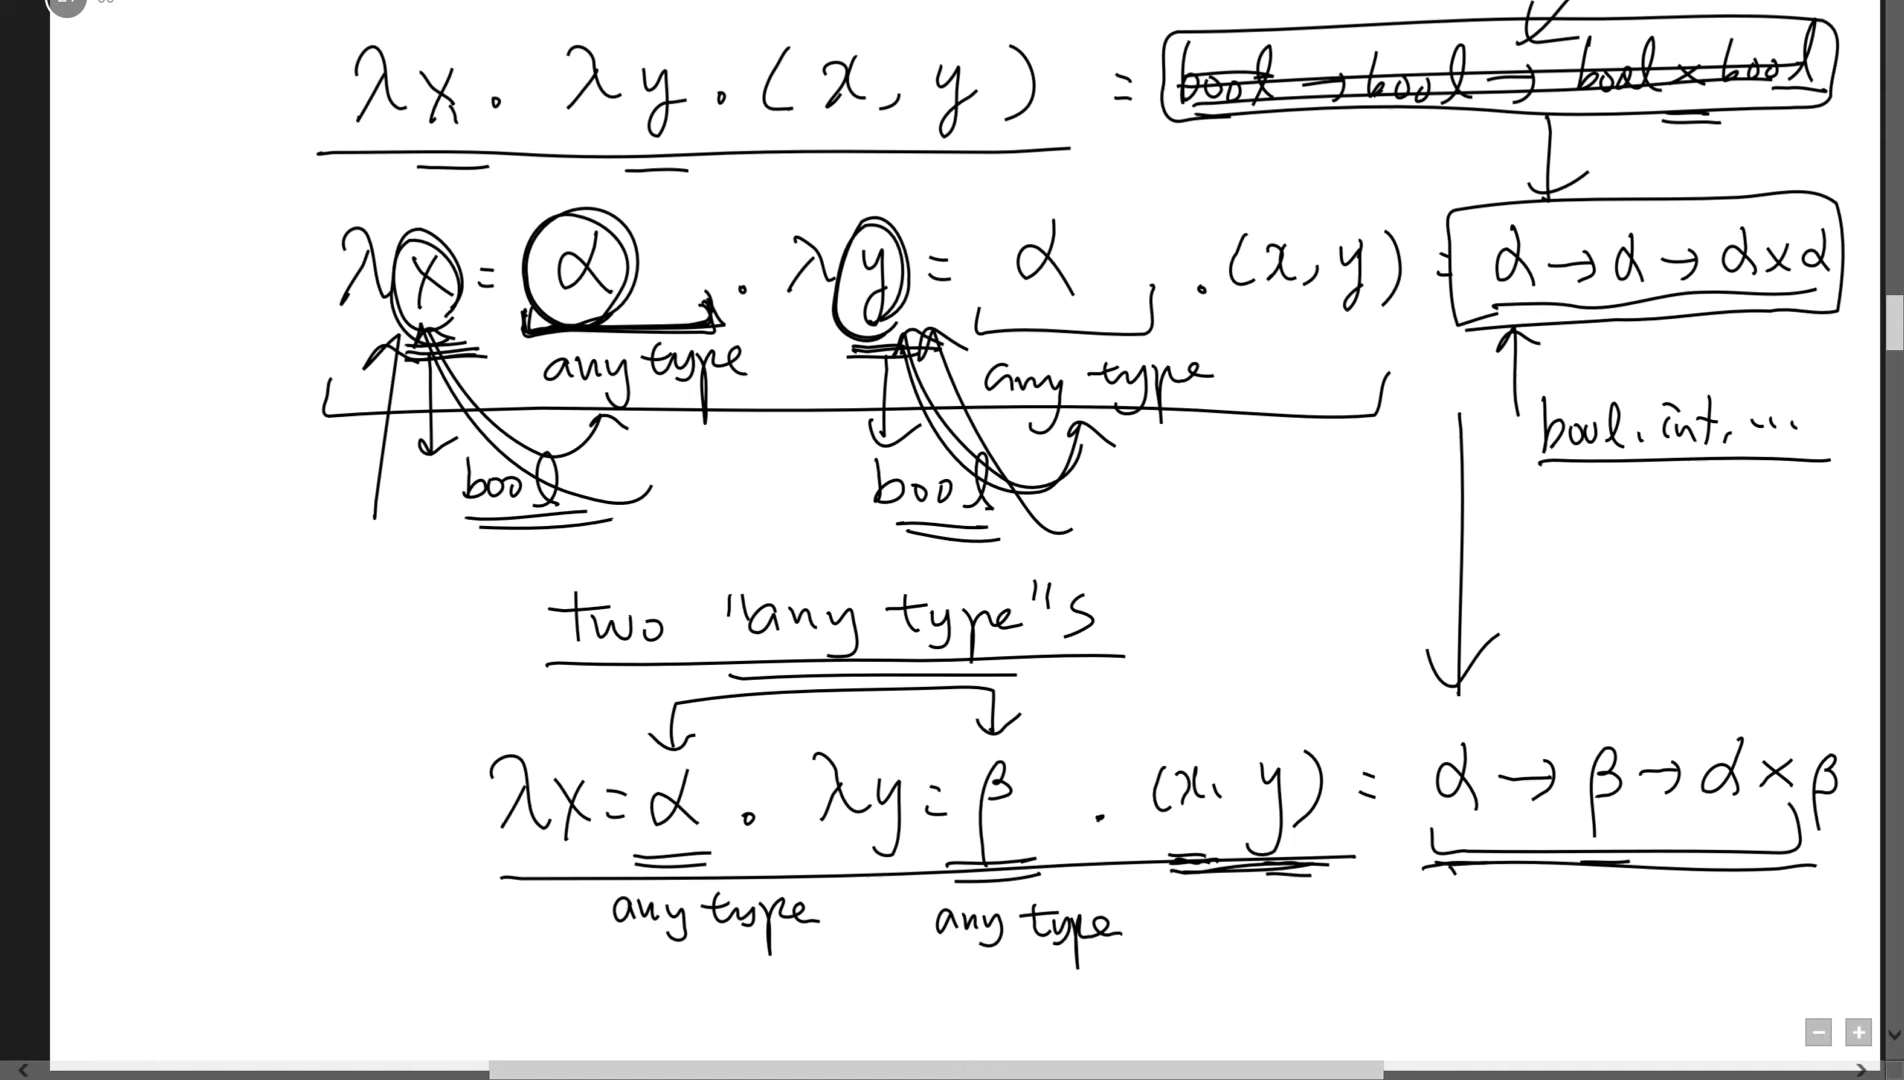 λx. λy. (x, y) = bool → bool → bool × bool
λx = α . λy = α . (x, y) = α → α → α × α
any type any type
bool, int, ...
bool bool
two "any type"s
λx = α . λy = β . (x, y) = α → β → α × β
any type any type